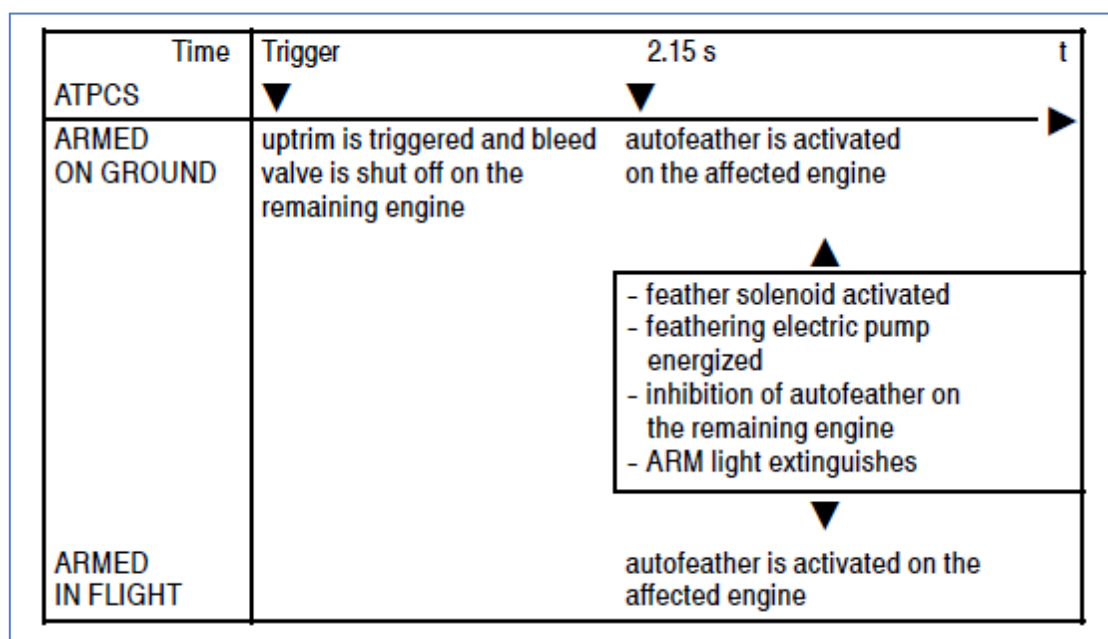 Time Trigger 2.15 s t
ATPCS
ARMED
ON GROUND
uptrim is triggered and bleed
valve is shut off on the
remaining engine
autofeather is activated
on the affected engine
- feather solenoid activated
- feathering electric pump
energized
- inhibition of autofeather on
the remaining engine
- ARM light extinguishes
ARMED
IN FLIGHT
autofeather is activated on the
affected engine